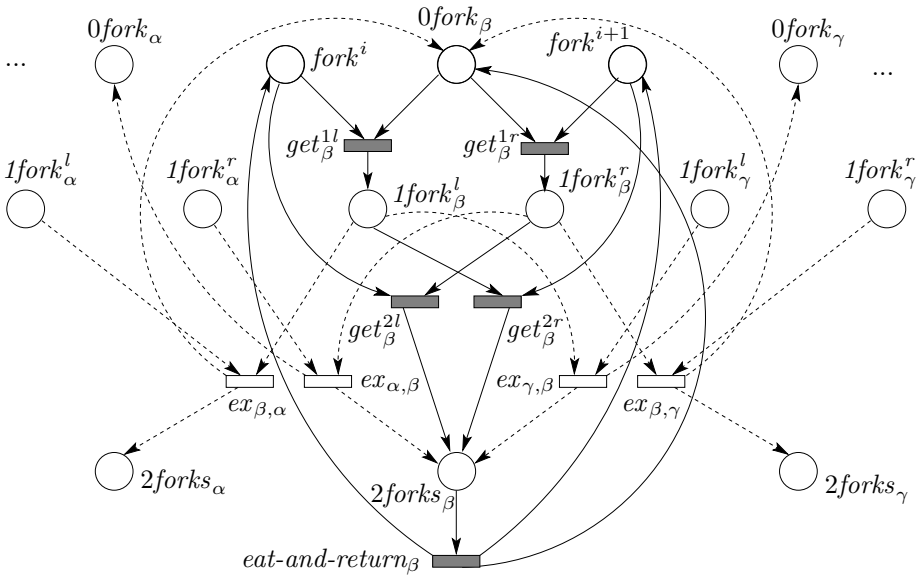 0fork_β
0fork_α
0fork_γ
...
fork^i
fork^{i+1}
...
get_β^{1l}
get_β^{1r}
1fork_α^l
1fork_α^r
1fork_β^l
1fork_β^r
1fork_γ^l
1fork_γ^r
get_β^{2l}
get_β^{2r}
ex_{β,α}
ex_{α,β}
ex_{γ,β}
ex_{β,γ}
2forks_α
2forks_β
2forks_γ
eat-and-return_β